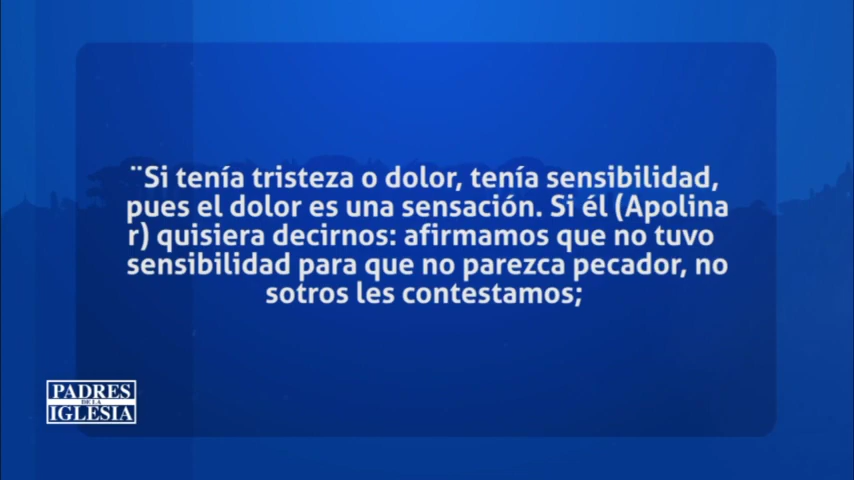 ¨Si tenía tristeza o dolor, tenía sensibilidad,
pues el dolor es una sensación. Si él (Apolina
r) quisiera decirnos: afirmamos que no tuvo
sensibilidad para que no parezca pecador, no
sotros les contestamos;
PADRES
DE LA
IGLESIA